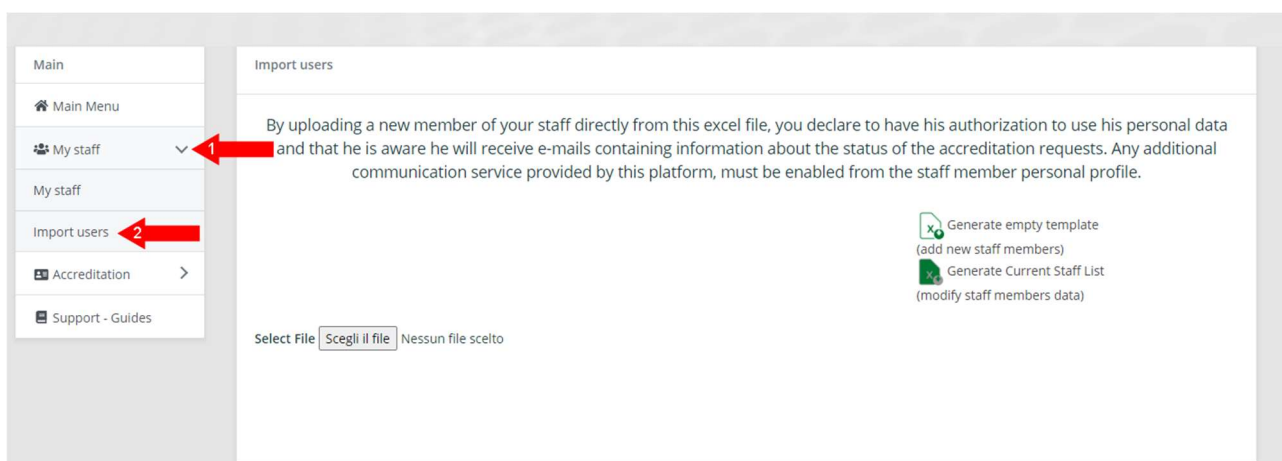 Main
Main Menu
My staff
1
My staff
Import users
2
Accreditation
Support - Guides
Import users
By uploading a new member of your staff directly from this excel file, you declare to have his authorization to use his personal data
and that he is aware he will receive e-mails containing information about the status of the accreditation requests. Any additional
communication service provided by this platform, must be enabled from the staff member personal profile.
Generate empty template
(add new staff members)
Generate Current Staff List
(modify staff members data)
Select File Scegli il file Nessun file scelto